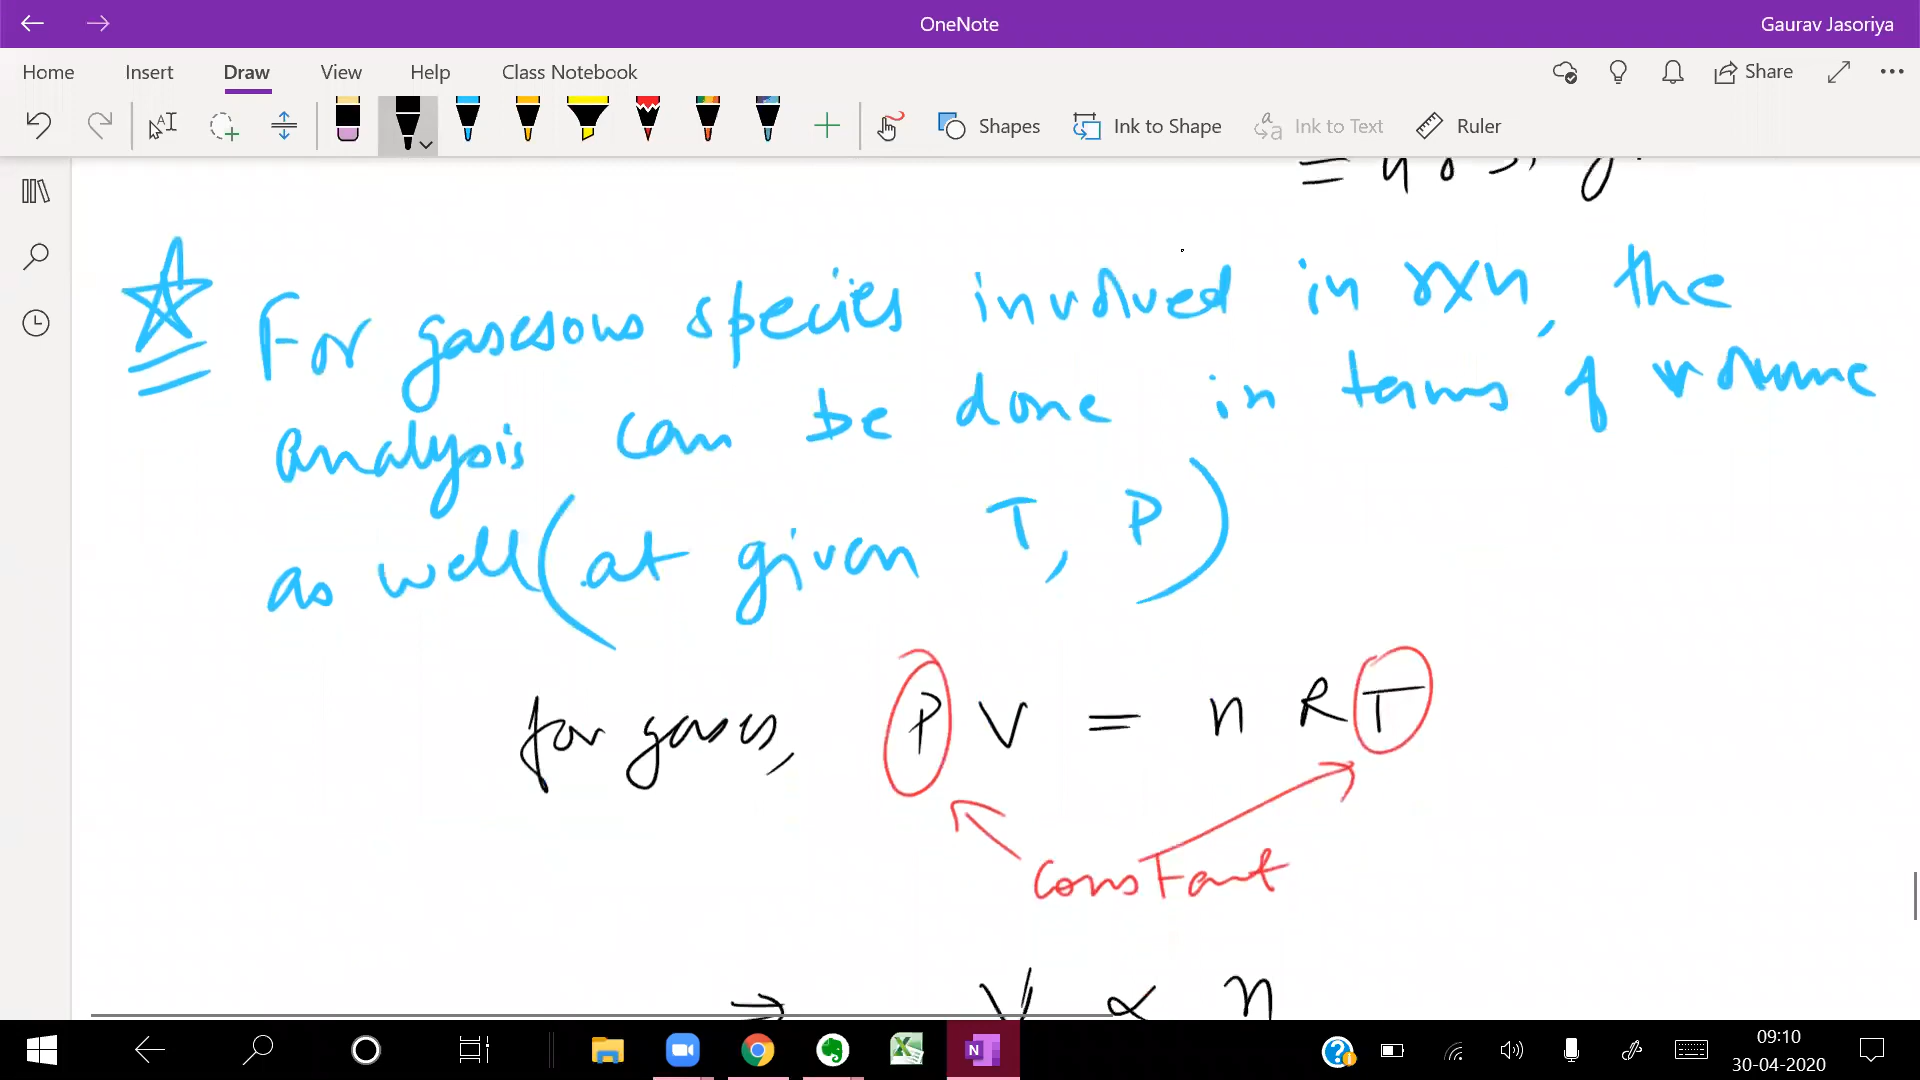 OneNote
Gaurav Jasoriya
Home Insert Draw View Help Class Notebook
Share
Shapes Ink to Shape Ink to Text Ruler
For gasesous species involved in rxn, the
analysis can be done in terms of volume
as well (at given T, P)
for gases, PV = nRT
constant
⇒ V ∝ n
09:10
30-04-2020